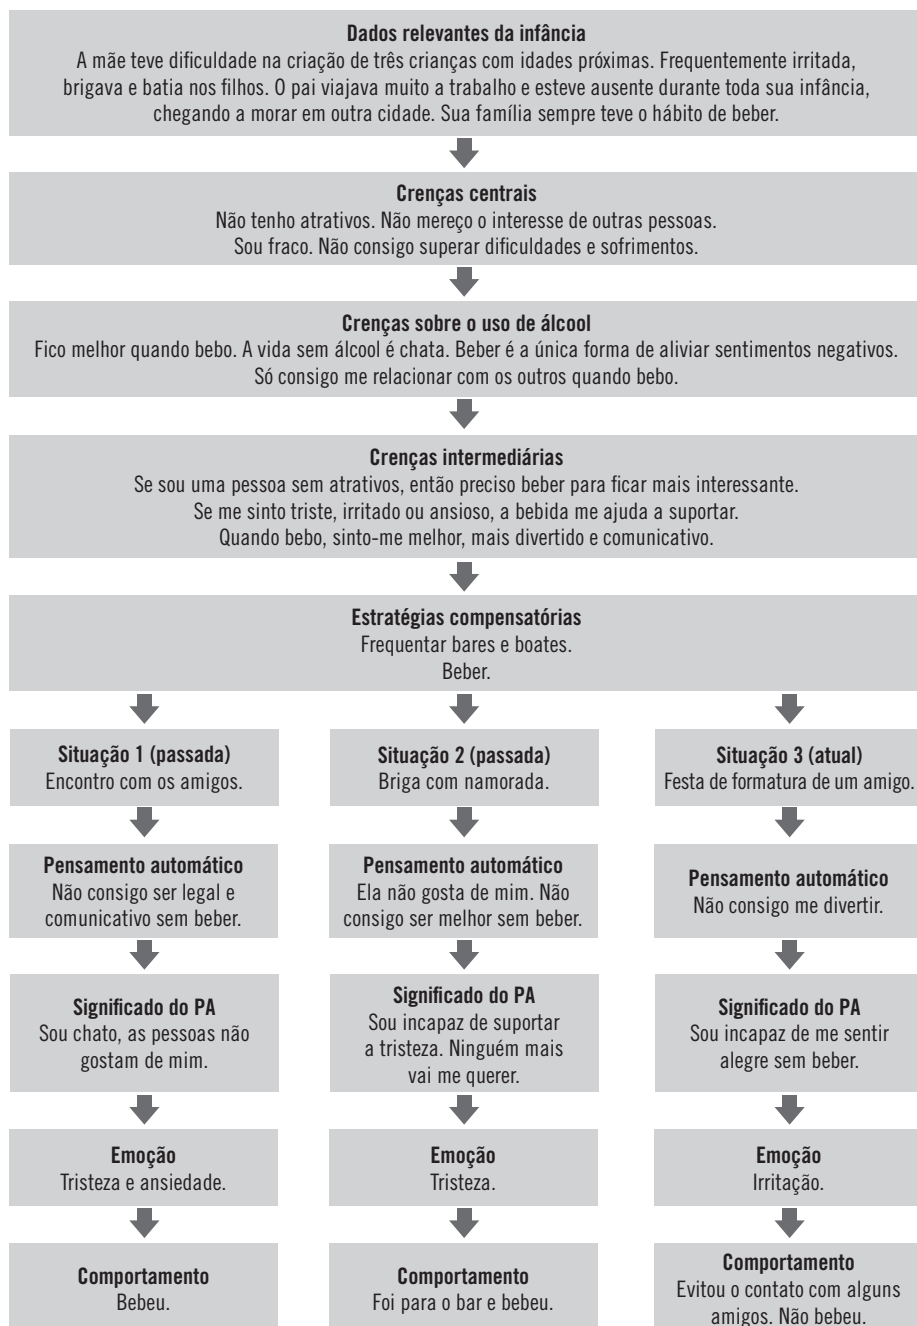 Dados relevantes da infância
A mãe teve dificuldade na criação de três crianças com idades próximas. Frequentemente irritada,
brigava e batia nos filhos. O pai viajava muito a trabalho e esteve ausente durante toda sua infância,
chegando a morar em outra cidade. Sua família sempre teve o hábito de beber.
Crenças centrais
Não tenho atrativos. Não mereço o interesse de outras pessoas.
Sou fraco. Não consigo superar dificuldades e sofrimentos.
Crenças sobre o uso de álcool
Fico melhor quando bebo. A vida sem álcool é chata. Beber é a única forma de aliviar sentimentos negativos.
Só consigo me relacionar com os outros quando bebo.
Crenças intermediárias
Se sou uma pessoa sem atrativos, então preciso beber para ficar mais interessante.
Se me sinto triste, irritado ou ansioso, a bebida me ajuda a suportar.
Quando bebo, sinto-me melhor, mais divertido e comunicativo.
Estratégias compensatórias
Frequentar bares e boates.
Beber.
Situação 1 (passada)
Encontro com os amigos.
Pensamento automático
Não consigo ser legal e
comunicativo sem beber.
Significado do PA
Sou chato, as pessoas não
gostam de mim.
Emoção
Tristeza e ansiedade.
Comportamento
Bebeu.
Situação 2 (passada)
Briga com namorada.
Pensamento automático
Ela não gosta de mim. Não
consigo ser melhor sem beber.
Significado do PA
Sou incapaz de suportar
a tristeza. Ninguém mais
vai me querer.
Emoção
Tristeza.
Comportamento
Foi para o bar e bebeu.
Situação 3 (atual)
Festa de formatura de um amigo.
Pensamento automático
Não consigo me divertir.
Significado do PA
Sou incapaz de me sentir
alegre sem beber.
Emoção
Irritação.
Comportamento
Evitou o contato com alguns
amigos. Não bebeu.